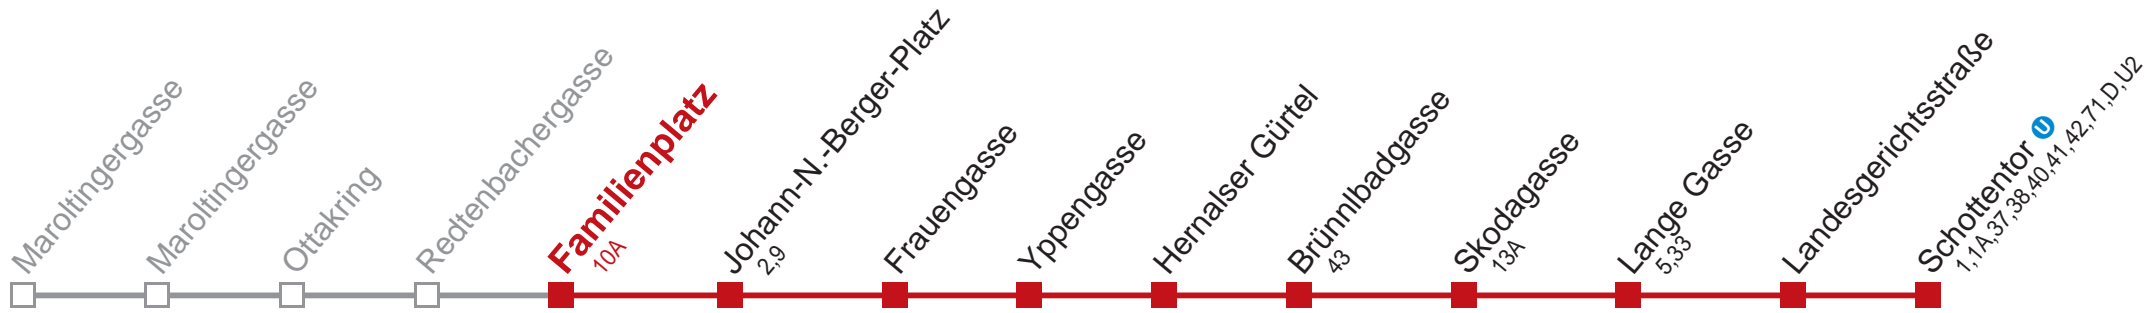 Maroltingergasse
Maroltingergasse
Ottakring
Redtenbachergasse
Familienplatz
10A
Johann-N.-Berger-Platz
2,9
Frauengasse
Yppengasse
Hernalser Gürtel
Brünnlbadgasse
43
Skodagasse
13A
Lange Gasse
5,33
Landesgerichtsstraße
Schottentor U
1,1A,37,38,40,41,42,71,D,U2